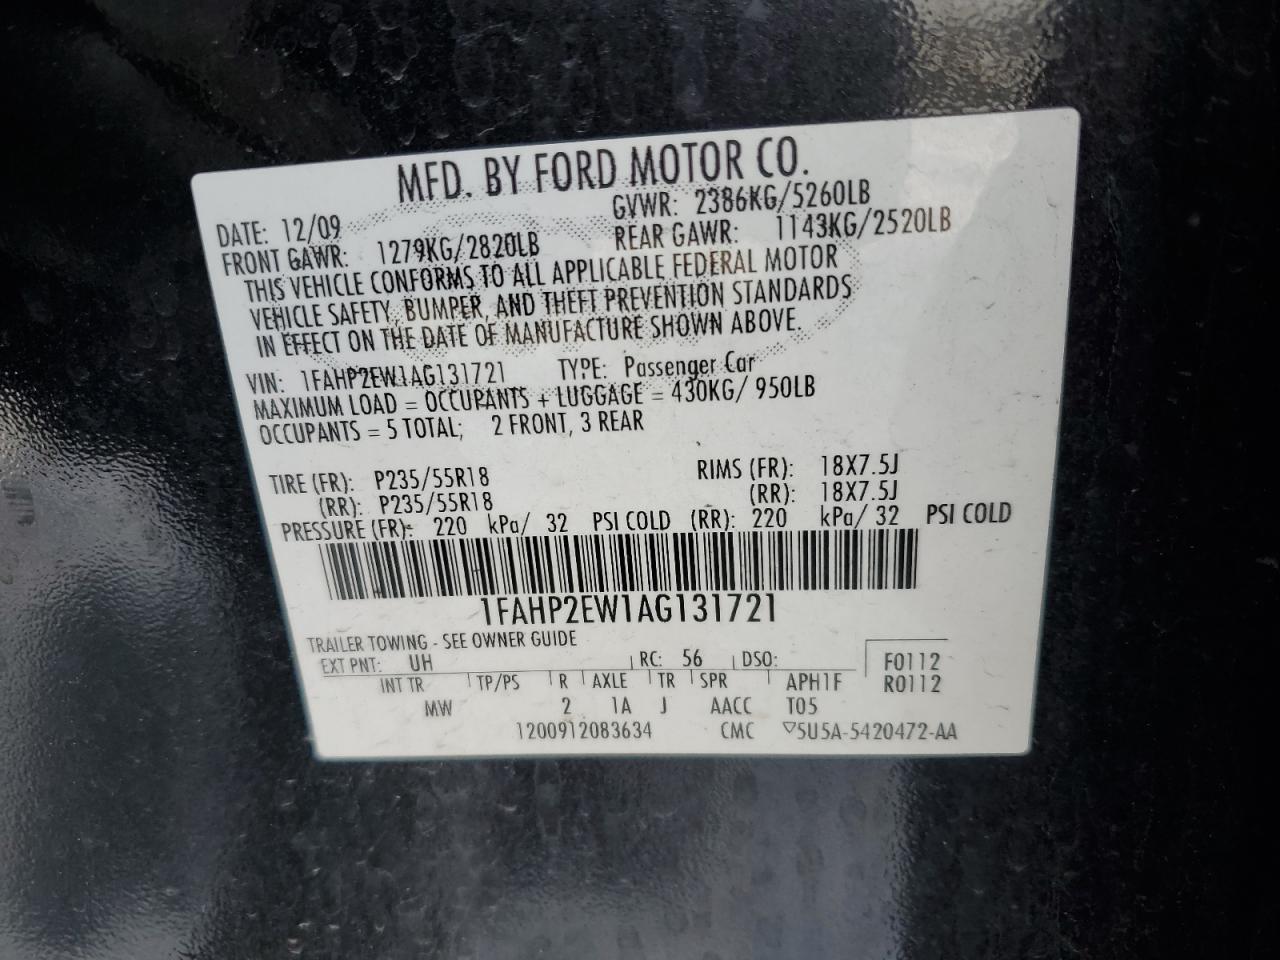 MFD. BY FORD MOTOR CO.
DATE: 12/09 GVWR: 2386KG/5260LB
FRONT GAWR: 1279KG/2820LB REAR GAWR: 1143KG/2520LB
THIS VEHICLE CONFORMS TO ALL APPLICABLE FEDERAL MOTOR
VEHICLE SAFETY, BUMPER, AND THEFT PREVENTION STANDARDS
IN EFFECT ON THE DATE OF MANUFACTURE SHOWN ABOVE.
VIN: 1FAHP2EW1AG131721 TYPE: Passenger Car
MAXIMUM LOAD = OCCUPANTS + LUGGAGE = 430KG/ 950LB
OCCUPANTS = 5 TOTAL; 2 FRONT, 3 REAR
TIRE (FR): P235/55R18 RIMS (FR): 18X7.5J
(RR): P235/55R18 (RR): 18X7.5J
PRESSURE (FR): 220 kPa/ 32 PSI COLD (RR): 220 kPa/ 32 PSI COLD
1FAHP2EW1AG131721
TRAILER TOWING - SEE OWNER GUIDE
EXT PNT: UH RC: 56 DSO: F0112
INT TR TP/PS R AXLE TR SPR APH1F R0112
MW 2 1A J AACC T05
1200912083634 CMC ▽5U5A-5420472-AA